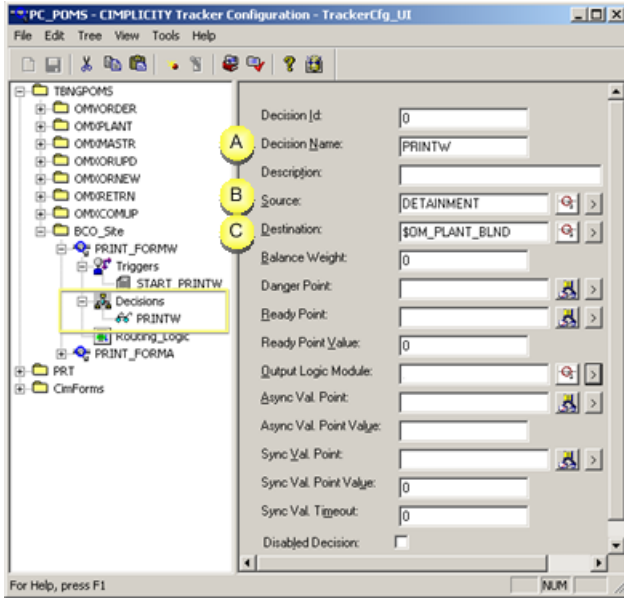 PC_POMS - CIMPLICITY Tracker Configuration - TrackerCfg_UI
File Edit Tree View Tools Help
TBNGPOMS
OMVORDER
OMXPLANT
OMXMASTR
OMXORUPD
OMXORNEW
OMXRETRN
OMXCOMUP
BCO_Site
PRINT_FORMW
Triggers
START_PRINTW
Decisions
PRINTW
Routing_Logic
PRINT_FORMA
PRT
CimForms
Decision Id: 0
A Decision Name: PRINTW
Description:
B Source: DETAINMENT >
C Destination: $OM_PLANT_BLND >
Balance Weight: 0
Danger Point: >
Ready Point: >
Ready Point Value: 0
Output Logic Module: >
Async Val. Point: >
Async Val. Point Value:
Sync Val. Point: >
Sync Val. Point Value: 0
Sync Val. Timeout: 0
Disabled Decision:
For Help, press F1 NUM